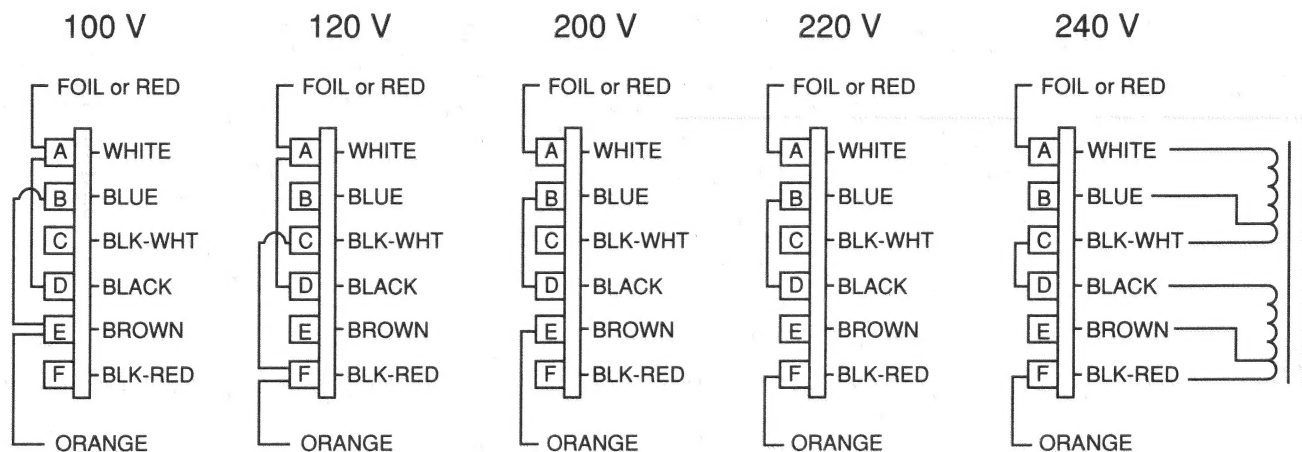 100 V
FOIL or RED
A WHITE
B BLUE
C BLK-WHT
D BLACK
E BROWN
F BLK-RED
ORANGE
120 V
FOIL or RED
A WHITE
B BLUE
C BLK-WHT
D BLACK
E BROWN
F BLK-RED
ORANGE
200 V
FOIL or RED
A WHITE
B BLUE
C BLK-WHT
D BLACK
E BROWN
F BLK-RED
ORANGE
220 V
FOIL or RED
A WHITE
B BLUE
C BLK-WHT
D BLACK
E BROWN
F BLK-RED
ORANGE
240 V
FOIL or RED
A WHITE
B BLUE
C BLK-WHT
D BLACK
E BROWN
F BLK-RED
ORANGE